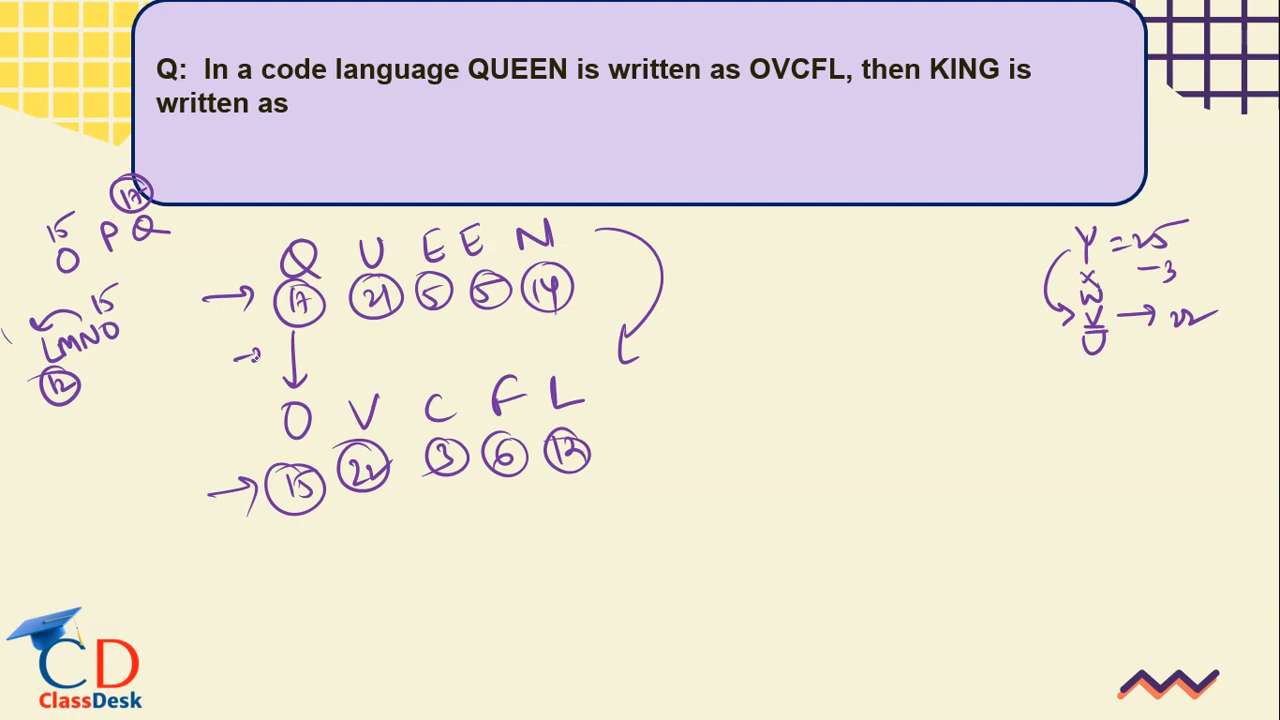 Q: In a code language QUEEN is written as OVCFL, then KING is
written as
17
15
O P Q
Q U E E N
17 21 5 5 14
Y = 25
X - 3
W
V → 22
U
15
LMNO
12
O V C F L
15 22 3 6 12
CD
ClassDesk